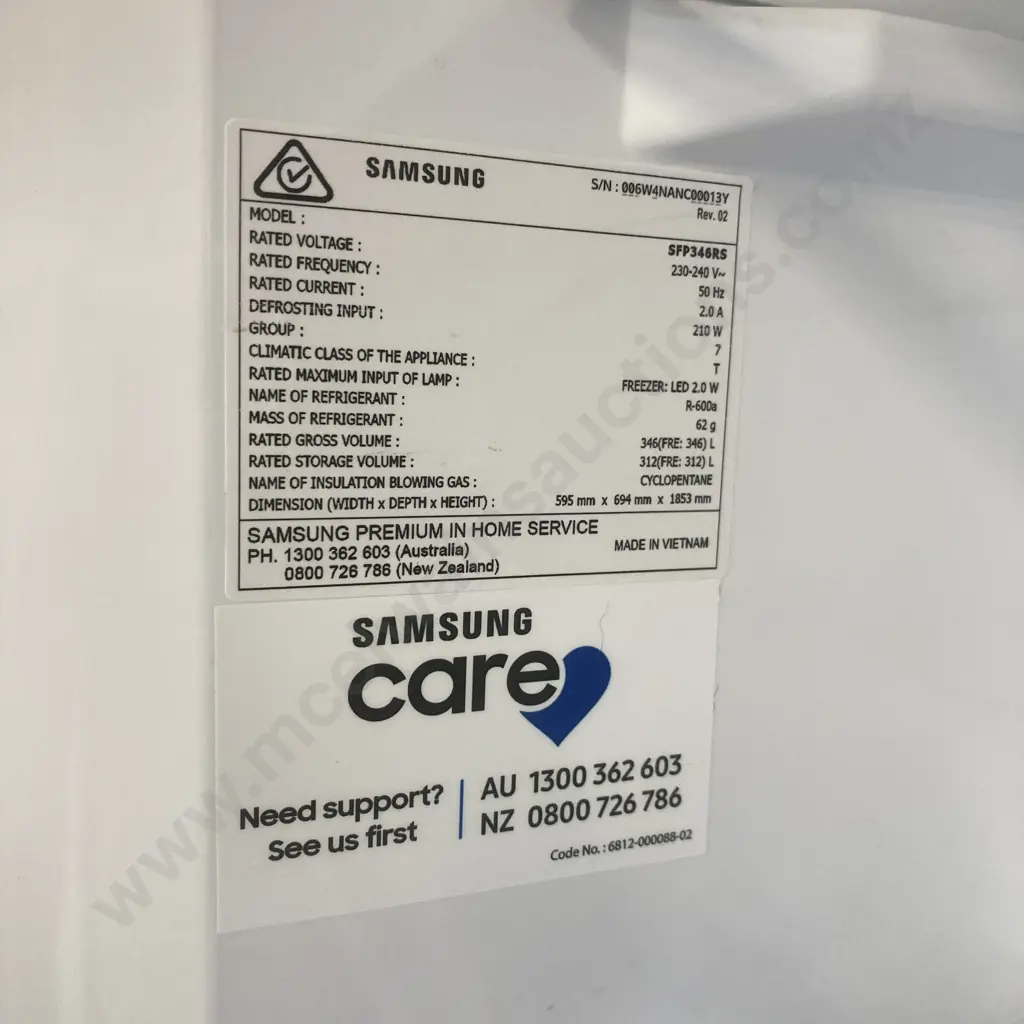 SAMSUNG
S/N : 006W4NANC00013Y
Rev. 02
MODEL : SFP346RS
RATED VOLTAGE : 230-240 V~
RATED FREQUENCY : 50 Hz
RATED CURRENT : 2.0 A
DEFROSTING INPUT : 210 W
GROUP : 7
CLIMATIC CLASS OF THE APPLIANCE : T
RATED MAXIMUM INPUT OF LAMP : FREEZER: LED 2.0 W
NAME OF REFRIGERANT : R-600a
MASS OF REFRIGERANT : 62 g
RATED GROSS VOLUME : 346(FRE: 346) L
RATED STORAGE VOLUME : 312(FRE: 312) L
NAME OF INSULATION BLOWING GAS : CYCLOPENTANE
DIMENSION (WIDTH x DEPTH x HEIGHT) : 595 mm x 694 mm x 1853 mm
SAMSUNG PREMIUM IN HOME SERVICE
PH. 1300 362 603 (Australia)
0800 726 786 (New Zealand)
MADE IN VIETNAM
SAMSUNG
care
Need support?
See us first
AU 1300 362 603
NZ 0800 726 786
Code No. : 6812-000088-02